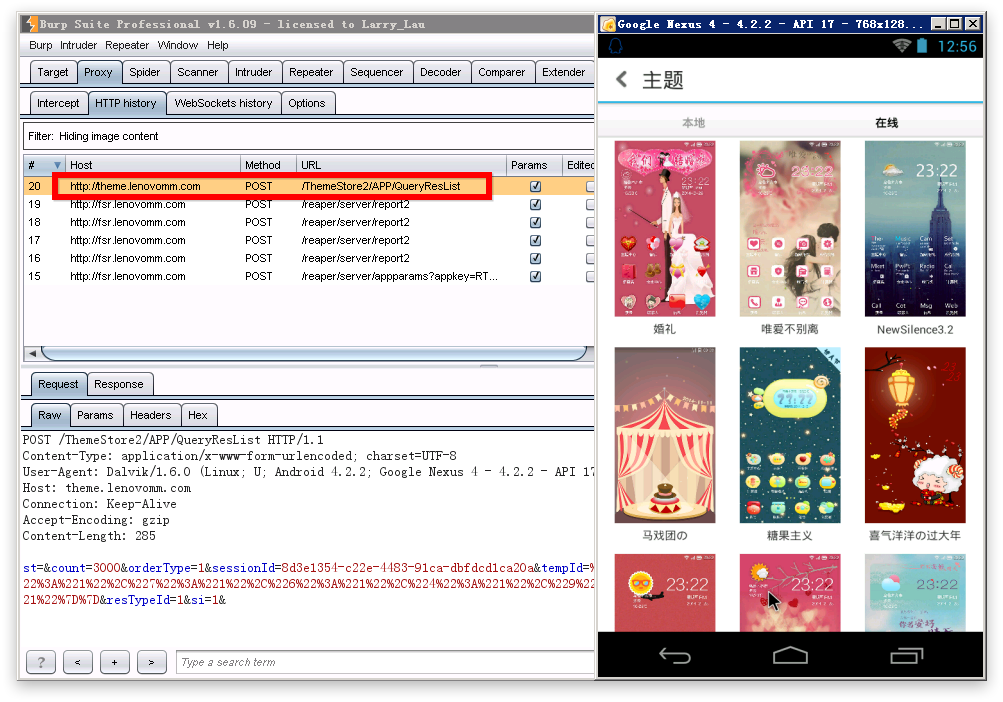 Burp Suite Professional v1.6.09 - licensed to Larry_Lau
Burp Intruder Repeater Window Help
Target Proxy Spider Scanner Intruder Repeater Sequencer Decoder Comparer Extender
Intercept HTTP history WebSockets history Options
Filter: Hiding image content
# Host Method URL Params Edited
20 http://theme.lenovomm.com POST /ThemeStore2/APP/QueryResList
19 http://fsr.lenovomm.com POST /reaper/server/report2
18 http://fsr.lenovomm.com POST /reaper/server/report2
17 http://fsr.lenovomm.com POST /reaper/server/report2
16 http://fsr.lenovomm.com POST /reaper/server/report2
15 http://fsr.lenovomm.com POST /reaper/server/appparams?appkey=RT...
Request Response
Raw Params Headers Hex
POST /ThemeStore2/APP/QueryResList HTTP/1.1
Content-Type: application/x-www-form-urlencoded; charset=UTF-8
User-Agent: Dalvik/1.6.0 (Linux; U; Android 4.2.2; Google Nexus 4 - 4.2.2 - API 17
Host: theme.lenovomm.com
Connection: Keep-Alive
Accept-Encoding: gzip
Content-Length: 285
st=&count=3000&orderType=1&sessionId=8d3e1354-c22e-4483-91ca-dbfdcd1ca20a&tempId=%
22%3A%221%22%2C%227%22%3A%221%22%2C%226%22%3A%221%22%2C%224%22%3A%221%22%2C%229%22
21%22%7D%7D&resTypeId=1&si=1&
? < + > Type a search term
Google Nexus 4 - 4.2.2 - API 17 - 768x128...
12:56
主题
本地 在线
23:22
婚礼 唯爱不别离 NewSilence3.2
马戏团の 糖果主义 喜气洋洋の过大年
23:22 23:22 23:22